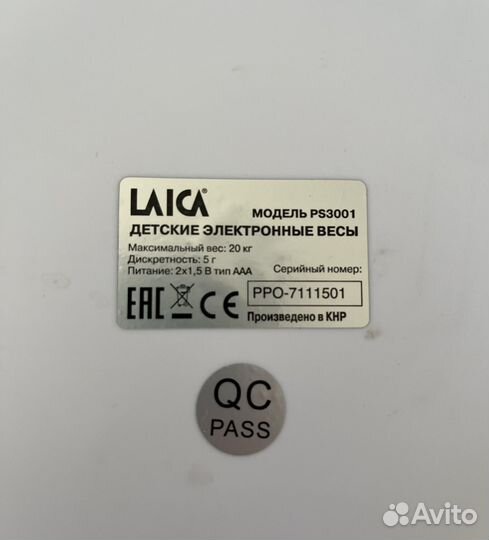 LAICA®
МОДЕЛЬ PS3001
ДЕТСКИЕ ЭЛЕКТРОННЫЕ ВЕСЫ
Максимальный вес: 20 кг
Дискретность: 5 г
Питание: 2x1,5 В тип ААА
Серийный номер:
EAC CE
PPO-7111501
Произведено в КНР
QC
PASS
Avito